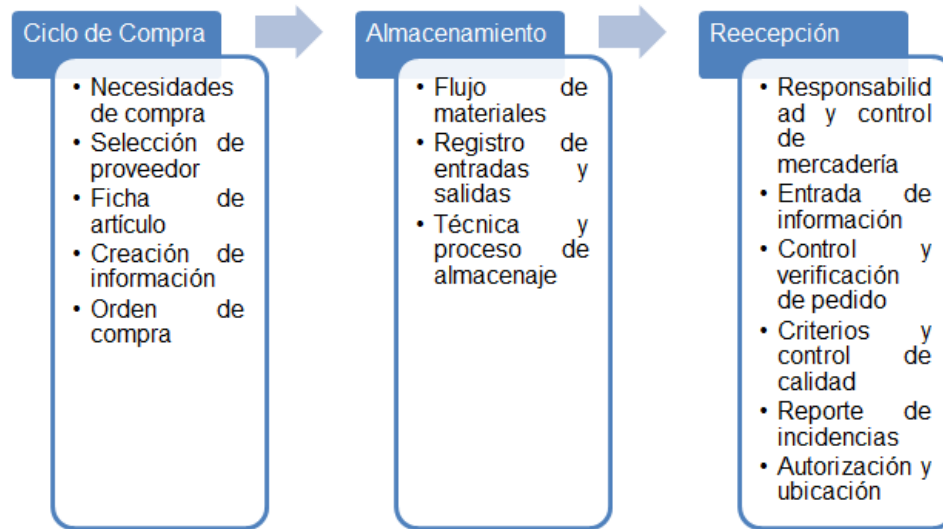 Ciclo de Compra
• Necesidades
de compra
• Selección de
proveedor
• Ficha de
artículo
• Creación de
información
• Orden de
compra
Almacenamiento
• Flujo de
materiales
• Registro de
entradas y
salidas
• Técnica y
proceso de
almacenaje
Reecepción
• Responsabilid
ad y control
de
mercadería
• Entrada de
información
• Control y
verificación
de pedido
• Criterios y
control de
calidad
• Reporte de
incidencias
• Autorización y
ubicación